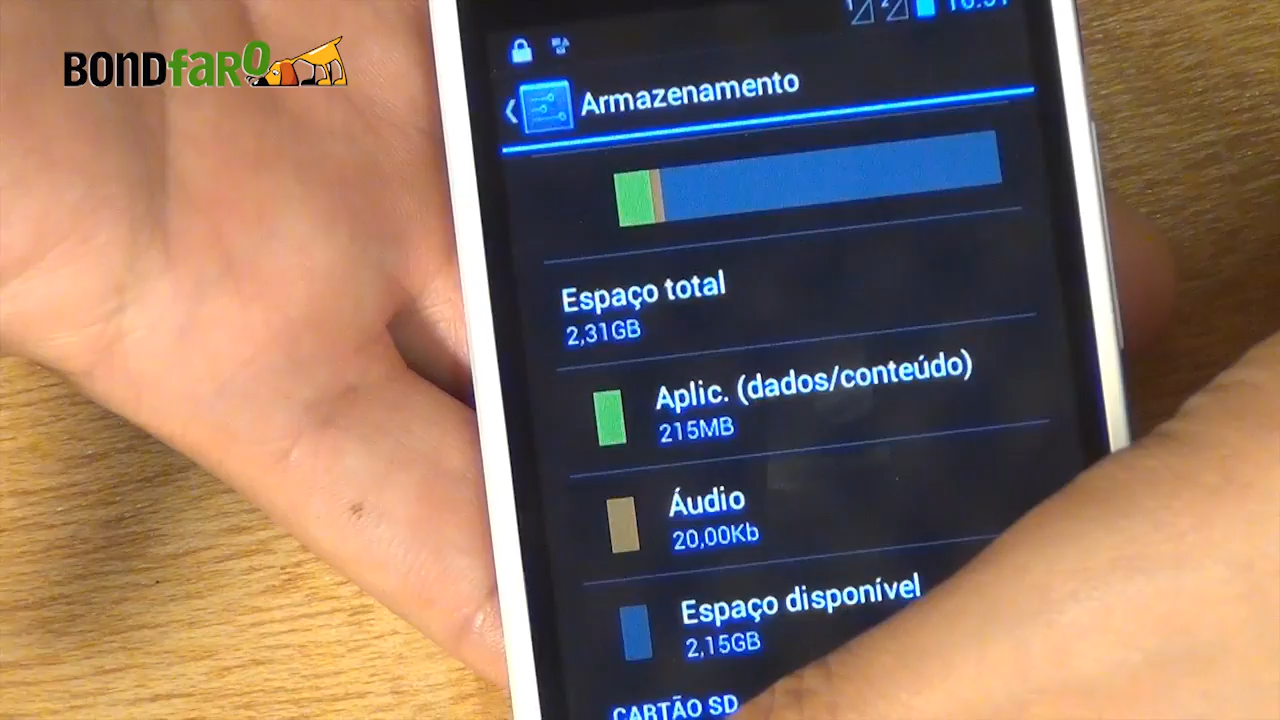 BONDFARO
Armazenamento
Espaço total
2,31GB
Aplic. (dados/conteúdo)
215MB
Áudio
20,00Kb
Espaço disponível
2,15GB
CARTÃO SD